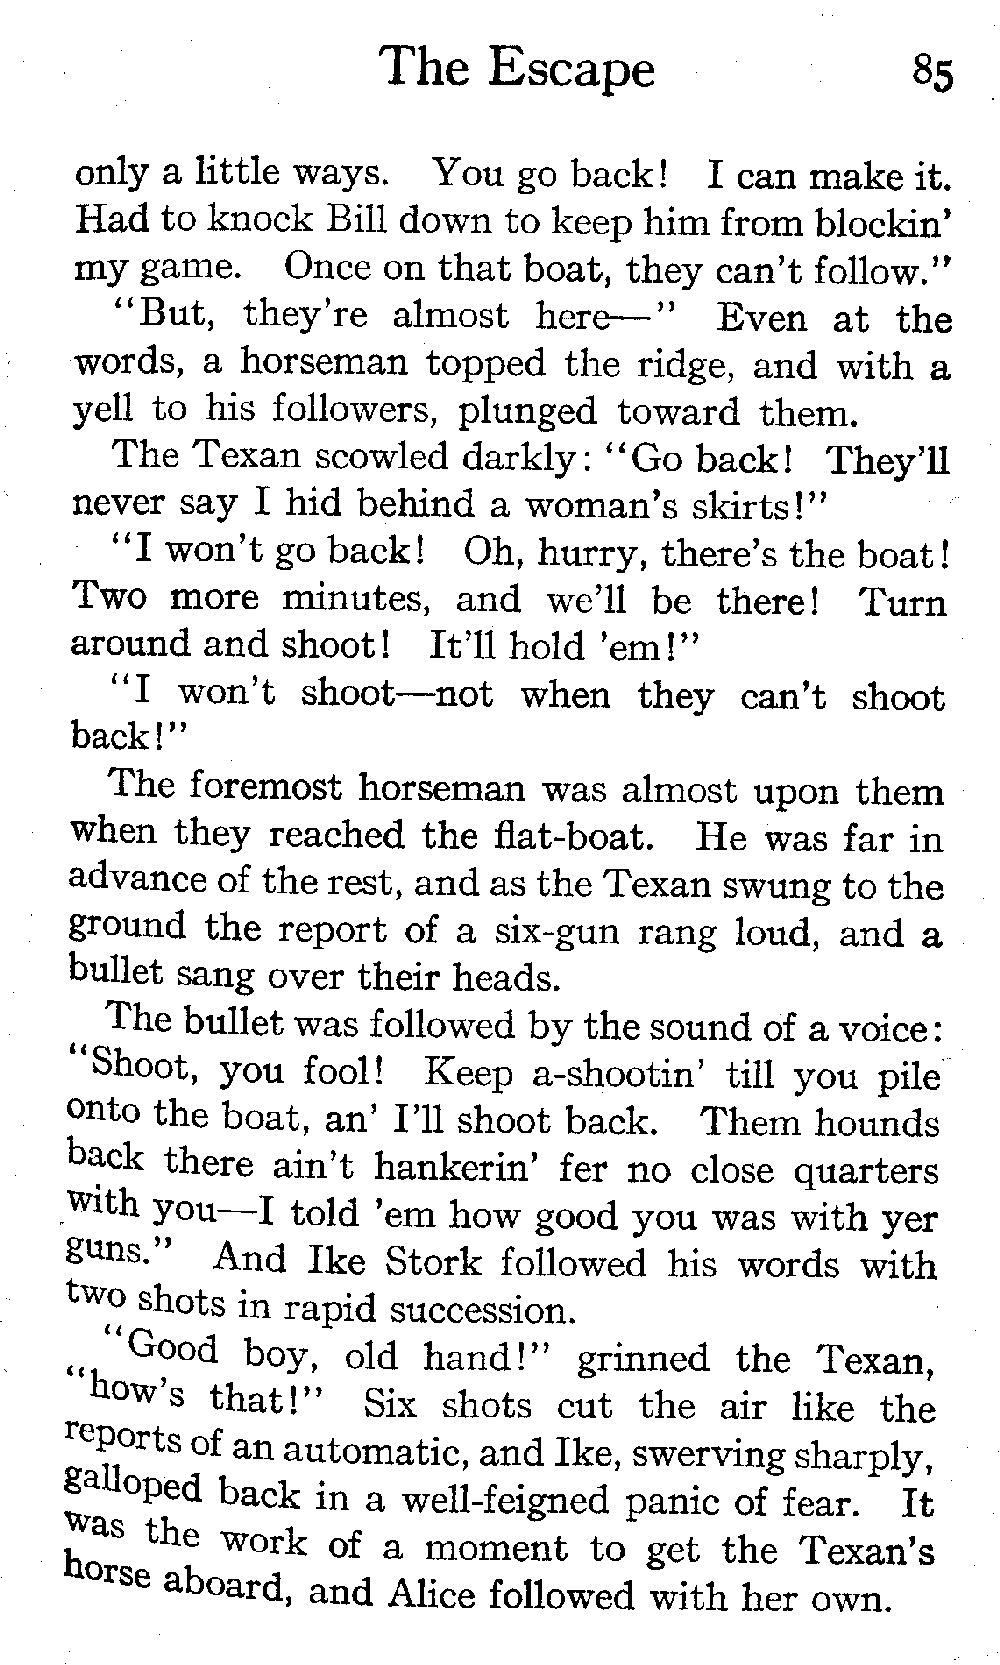 The Escape 85
only a little ways. You go back! I can make it.
Had to knock Bill down to keep him from blockin'
my game. Once on that boat, they can't follow."
"But, they're almost here—" Even at the
words, a horseman topped the ridge, and with a
yell to his followers, plunged toward them.
The Texan scowled darkly: "Go back! They'll
never say I hid behind a woman's skirts!"
"I won't go back! Oh, hurry, there's the boat!
Two more minutes, and we'll be there! Turn
around and shoot! It'll hold 'em!"
"I won't shoot—not when they can't shoot
back!"
The foremost horseman was almost upon them
when they reached the flat-boat. He was far in
advance of the rest, and as the Texan swung to the
ground the report of a six-gun rang loud, and a
bullet sang over their heads.
The bullet was followed by the sound of a voice:
"Shoot, you fool! Keep a-shootin' till you pile
onto the boat, an' I'll shoot back. Them hounds
back there ain't hankerin' fer no close quarters
with you—I told 'em how good you was with yer
guns." And Ike Stork followed his words with
two shots in rapid succession.
"Good boy, old hand!" grinned the Texan,
"how's that!" Six shots cut the air like the
reports of an automatic, and Ike, swerving sharply,
galloped back in a well-feigned panic of fear. It
was the work of a moment to get the Texan's
horse aboard, and Alice followed with her own.